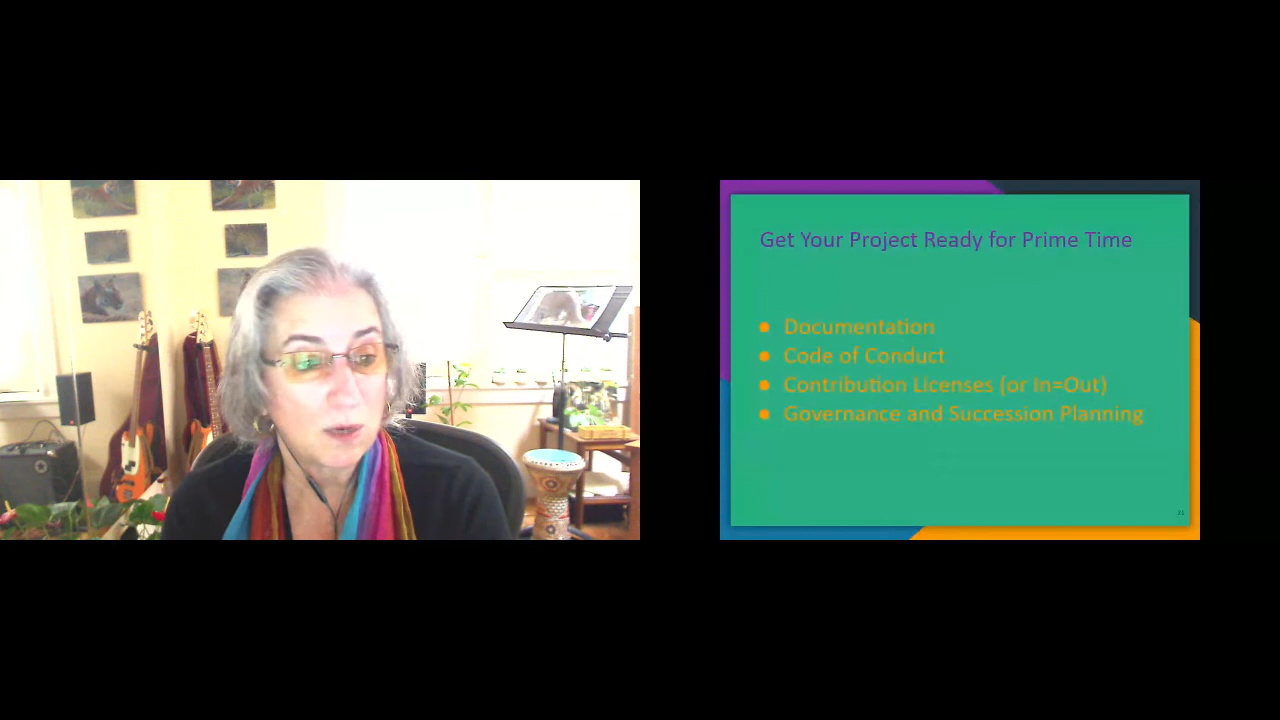 Get Your Project Ready for Prime Time
● Documentation
● Code of Conduct
● Contribution Licenses (or In=Out)
● Governance and Succession Planning
21